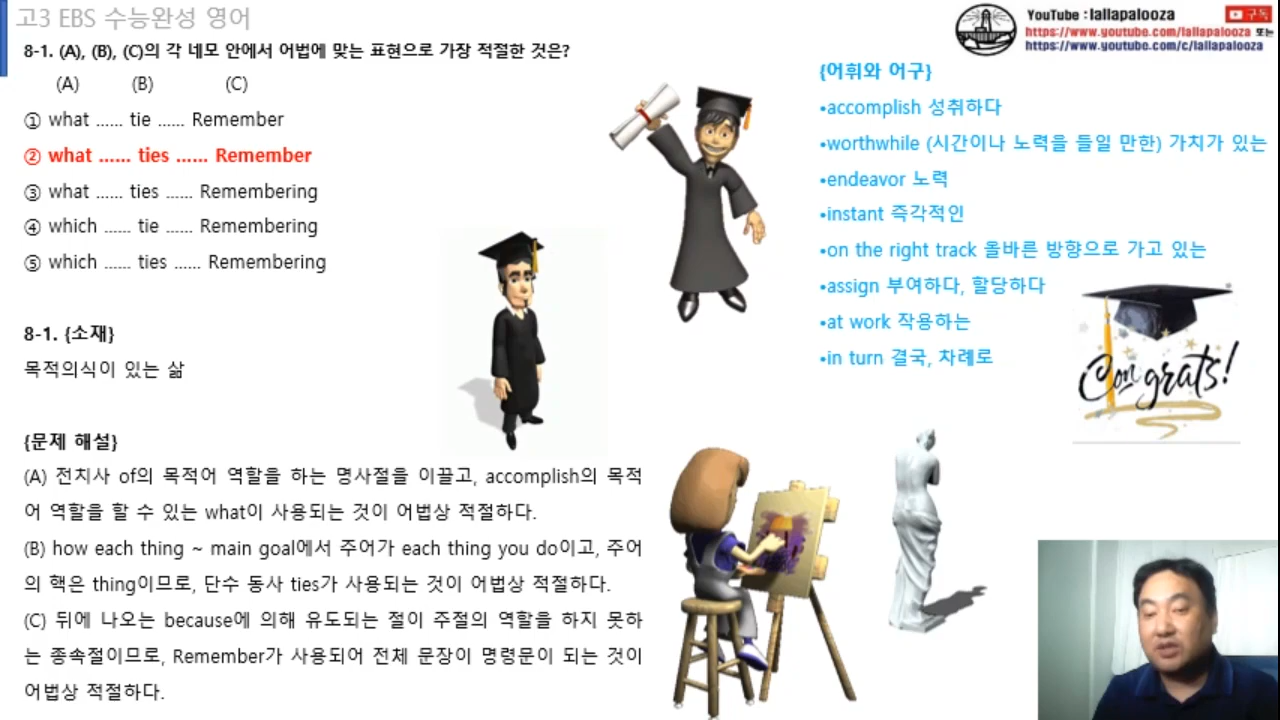 고3 EBS 수능완성 영어
8-1. (A), (B), (C)의 각 네모 안에서 어법에 맞는 표현으로 가장 적절한 것은?
(A) (B) (C)
① what ...... tie ...... Remember
② what ...... ties ...... Remember
③ what ...... ties ...... Remembering
④ which ...... tie ...... Remembering
⑤ which ...... ties ...... Remembering
8-1. {소재}
목적의식이 있는 삶
{문제 해설}
(A) 전치사 of의 목적어 역할을 하는 명사절을 이끌고, accomplish의 목적
어 역할을 할 수 있는 what이 사용되는 것이 어법상 적절하다.
(B) how each thing ~ main goal에서 주어가 each thing you do이고, 주어
의 핵은 thing이므로, 단수 동사 ties가 사용되는 것이 어법상 적절하다.
(C) 뒤에 나오는 because에 의해 유도되는 절이 주절의 역할을 하지 못하
는 종속절이므로, Remember가 사용되어 전체 문장이 명령문이 되는 것이
어법상 적절하다.
YouTube : lallapalooza 구독
https://www.youtube.com/lallapalooza 또는
https://www.youtube.com/c/lallapalooza
{어휘와 어구}
•accomplish 성취하다
•worthwhile (시간이나 노력을 들일 만한) 가치가 있는
•endeavor 노력
•instant 즉각적인
•on the right track 올바른 방향으로 가고 있는
•assign 부여하다, 할당하다
•at work 작용하는
•in turn 결국, 차례로
Congrats!